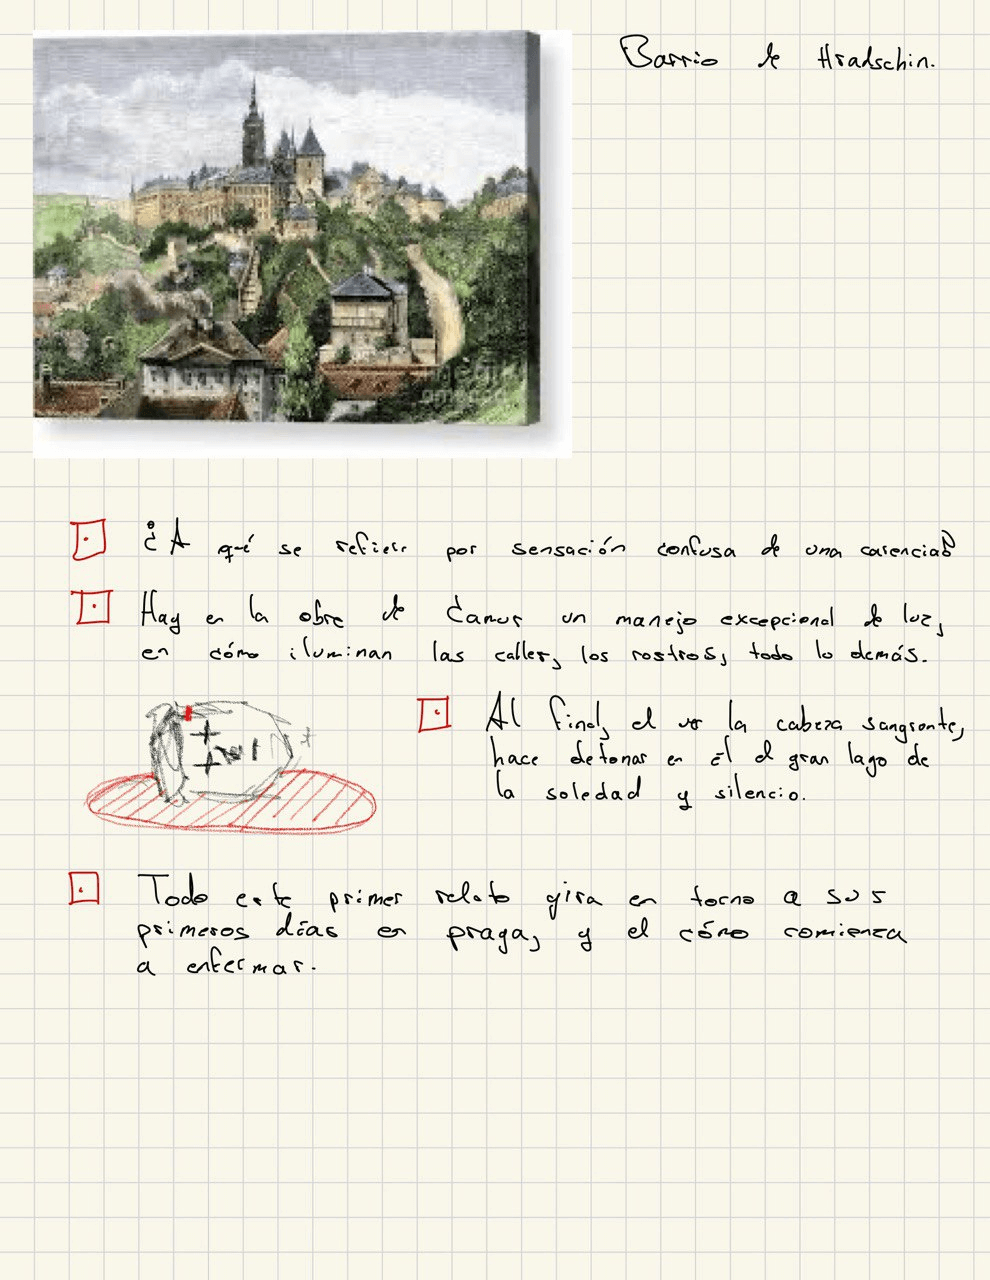 Barrio de Hradschin.
¿A qué se refiere por sensación confusa de una carencia?
Hay en la obra de Camus un manejo excepcional de luz,
en cómo iluminan las calles, los rostros, todo lo demás.
Al final, el ver la cabeza sangrante,
hace detonar en él el gran lago de
la soledad y silencio.
Todo este primer relato gira en torno a sus
primeros días en praga, y el cómo comienza
a enfermar.